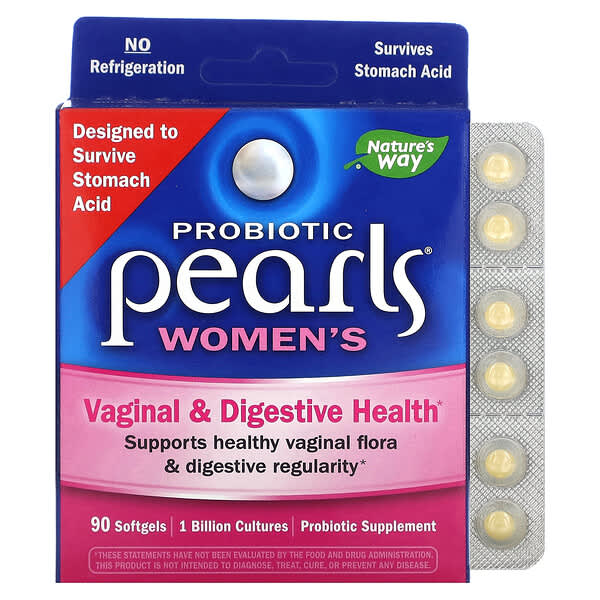 NO
Refrigeration
Survives
Stomach Acid
Designed to
Survive
Stomach
Acid
Nature's
Way
PROBIOTIC
pearls®
WOMEN'S
Vaginal & Digestive Health*
Supports healthy vaginal flora
& digestive regularity*
90 Softgels | 1 Billion Cultures | Probiotic Supplement
*THESE STATEMENTS HAVE NOT BEEN EVALUATED BY THE FOOD AND DRUG ADMINISTRATION.
THIS PRODUCT IS NOT INTENDED TO DIAGNOSE, TREAT, CURE, OR PREVENT ANY DISEASE.